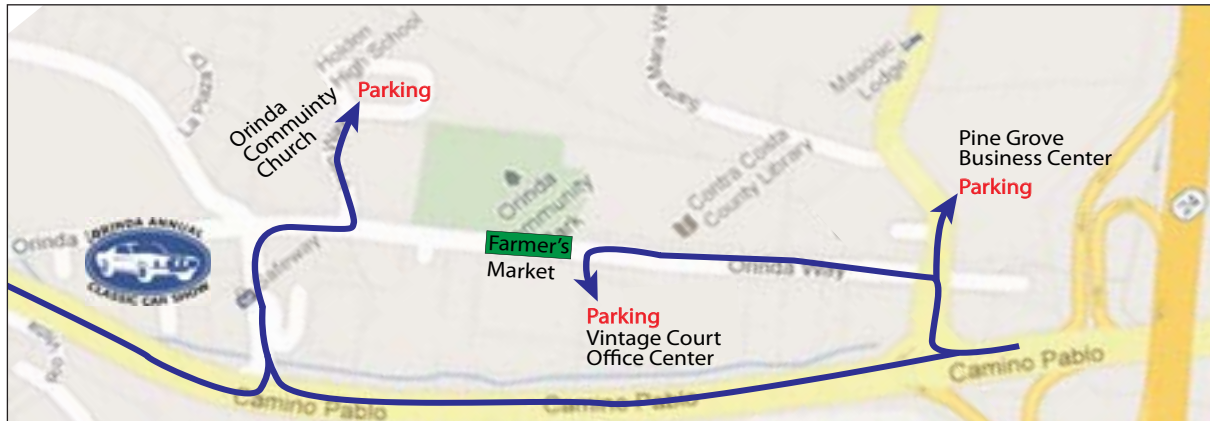 Holden
High School
Parking
Orinda
Commuinty
Church
Way
La Plaza
Santa Maria Way
Masonic
Lodge
Pine Grove
Business Center
Parking
24
Contra Costa
County Library
Orinda
Community
Park
Farmer's
Market
Orinda Way
Parking
Vintage Court
Office Center
Orinda
ORINDA ANNUAL
CLASSIC CAR SHOW
Safeway
Camino Pablo
Camino Pablo
Camino Pablo